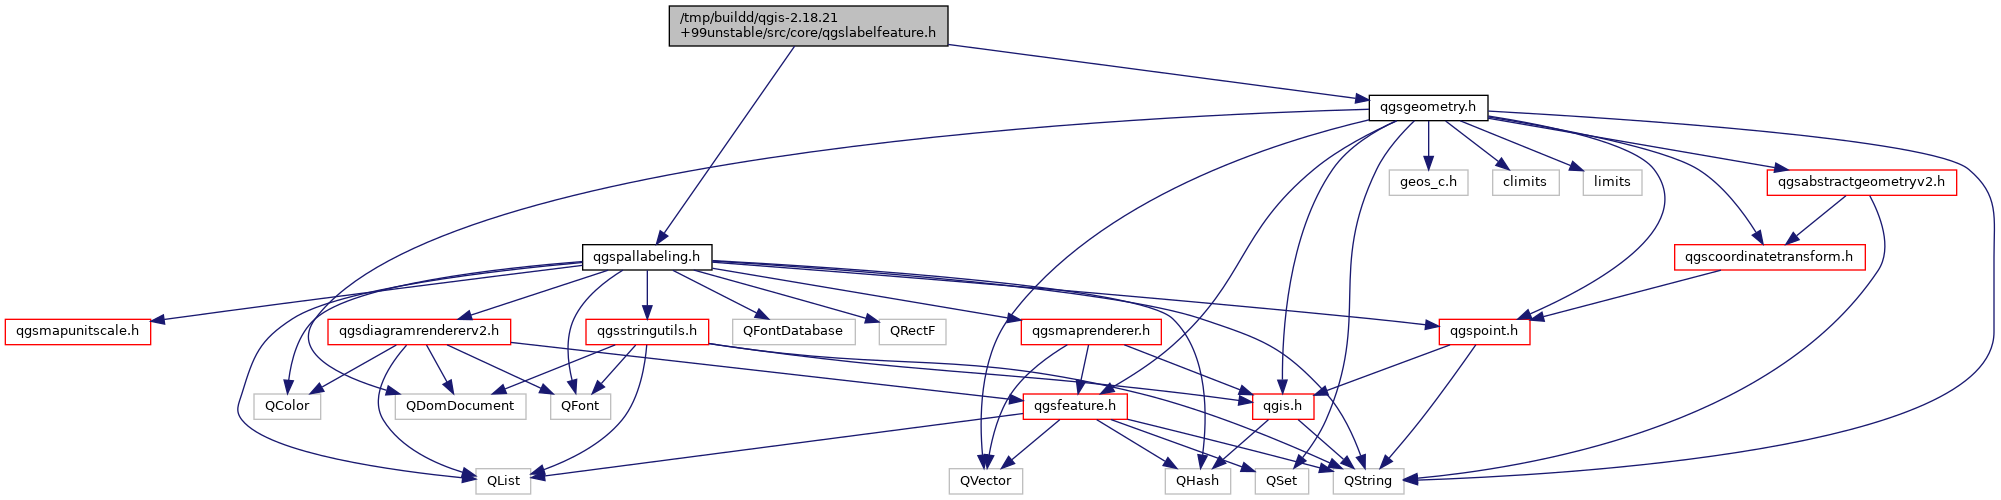 /tmp/buildd/qgis-2.18.21
+99unstable/src/core/qgslabelfeature.h
qgsgeometry.h
geos_c.h
climits
limits
qgsabstractgeometryv2.h
qgspallabeling.h
qgscoordinatetransform.h
qgsmapunitscale.h
qgsdiagramrendererv2.h
qgsstringutils.h
QFontDatabase
QRectF
qgsmaprenderer.h
qgspoint.h
QColor
QDomDocument
QFont
qgsfeature.h
qgis.h
QList
QVector
QHash
QSet
QString